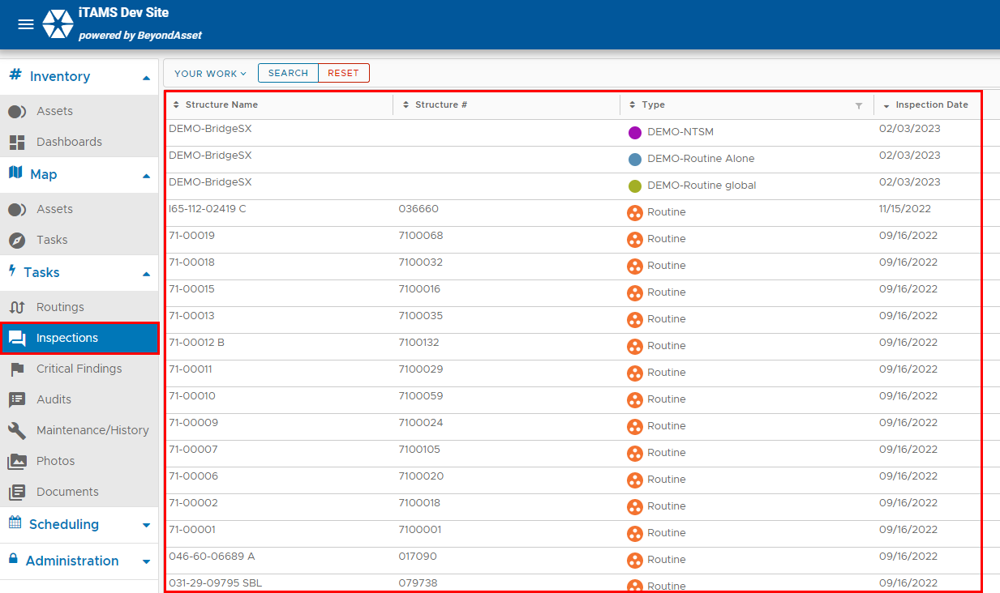 iTAMS Dev Site
powered by BeyondAsset
Inventory
Assets
Dashboards
Map
Assets
Tasks
Tasks
Routings
Inspections
Critical Findings
Audits
Maintenance/History
Photos
Documents
Scheduling
Administration
YOUR WORK SEARCH RESET
Structure Name Structure # Type Inspection Date
DEMO-BridgeSX DEMO-NTSM 02/03/2023
DEMO-BridgeSX DEMO-Routine Alone 02/03/2023
DEMO-BridgeSX DEMO-Routine global 02/03/2023
I65-112-02419 C 036660 Routine 11/15/2022
71-00019 7100068 Routine 09/16/2022
71-00018 7100032 Routine 09/16/2022
71-00015 7100016 Routine 09/16/2022
71-00013 7100035 Routine 09/16/2022
71-00012 B 7100132 Routine 09/16/2022
71-00011 7100029 Routine 09/16/2022
71-00010 7100059 Routine 09/16/2022
71-00009 7100024 Routine 09/16/2022
71-00007 7100105 Routine 09/16/2022
71-00006 7100020 Routine 09/16/2022
71-00002 7100018 Routine 09/16/2022
71-00001 7100001 Routine 09/16/2022
046-60-06689 A 017090 Routine 09/16/2022
031-29-09795 SBL 079738 Routine 09/16/2022